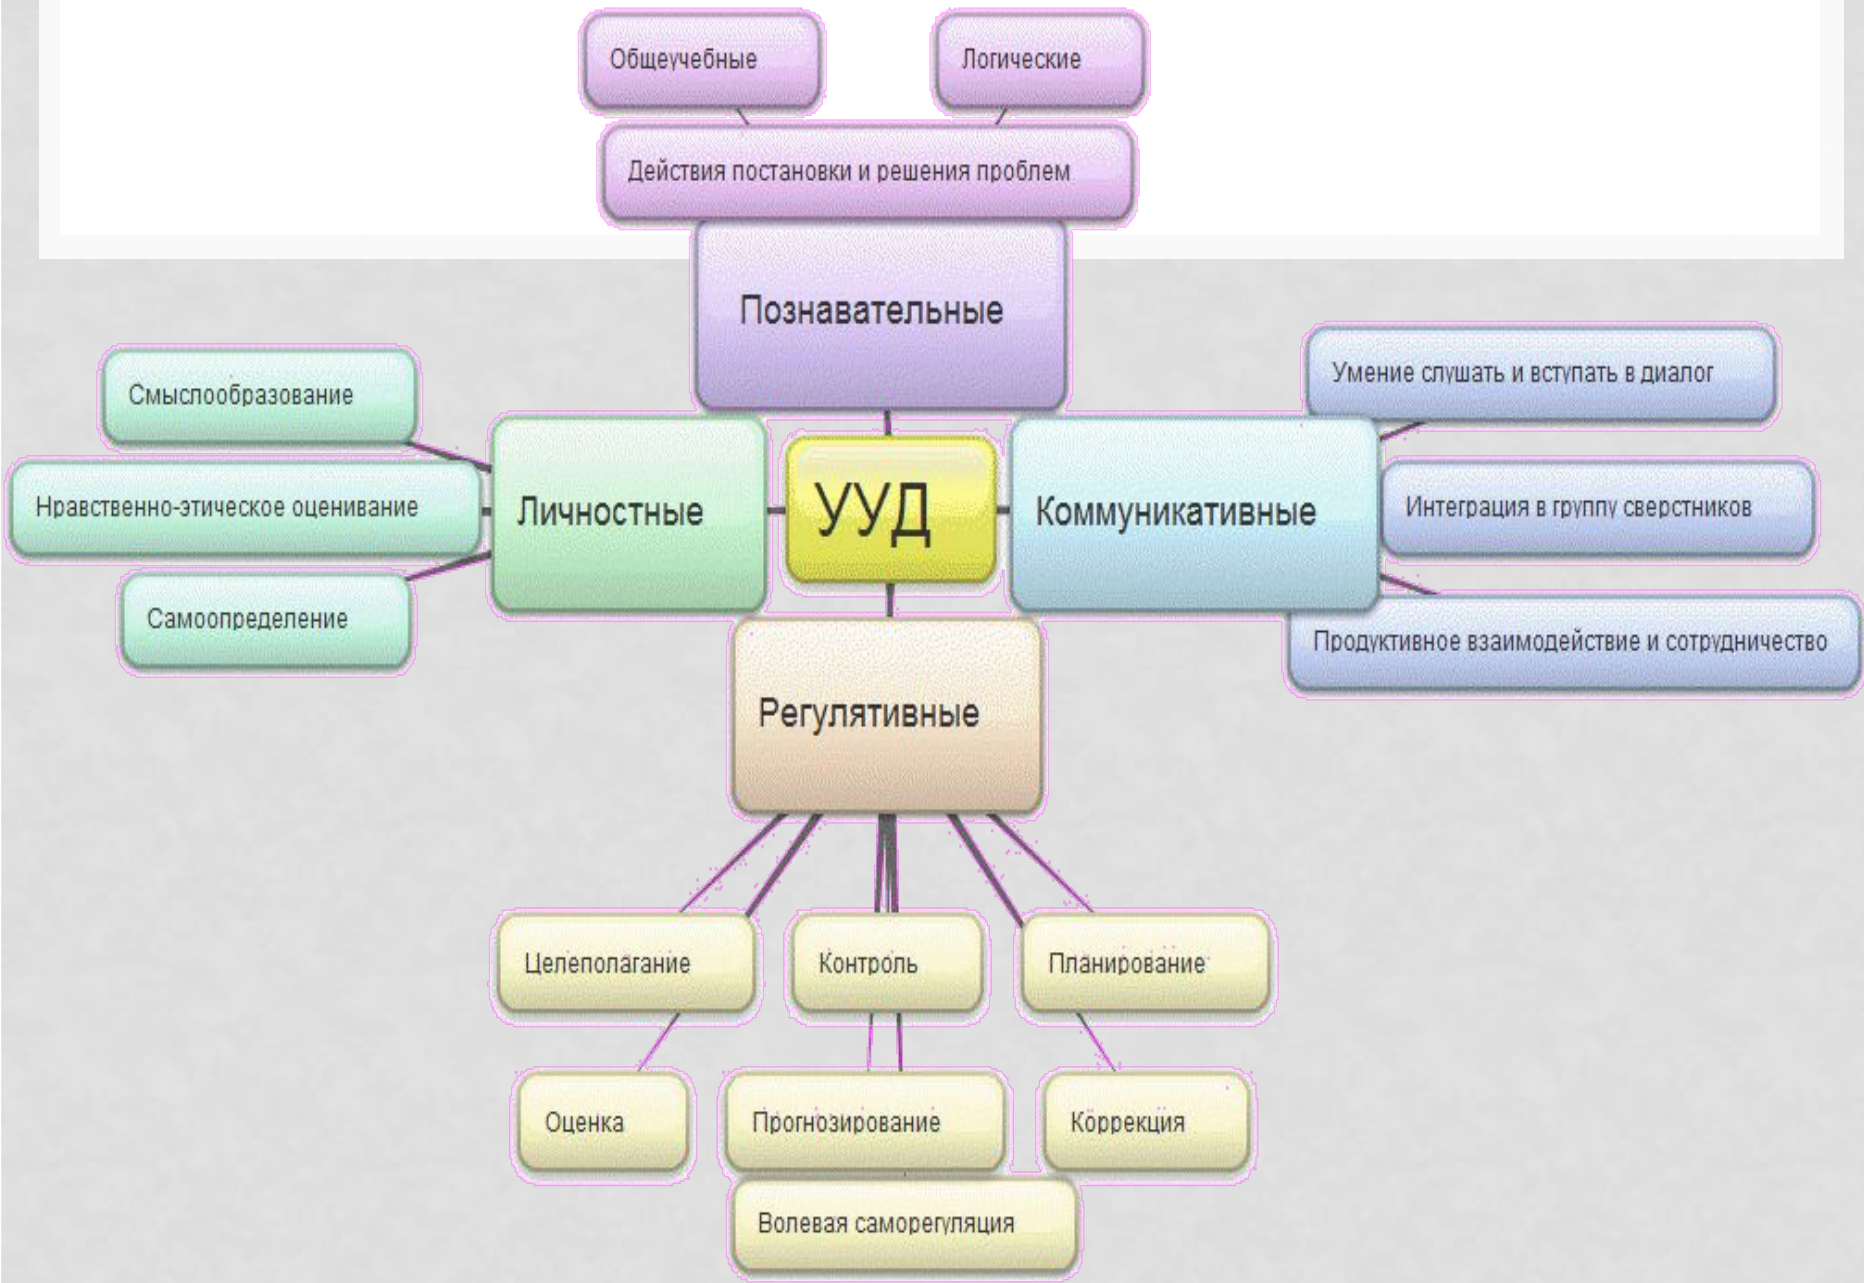 Общеучебные
Логические
Действия постановки и решения проблем
Познавательные
Смыслообразование
Нравственно-этическое оценивание
Самоопределение
Личностные
УУД
Коммуникативные
Умение слушать и вступать в диалог
Интеграция в группу сверстников
Продуктивное взаимодействие и сотрудничество
Регулятивные
Целеполагание
Контроль
Планирование
Оценка
Прогнозирование
Коррекция
Волевая саморегуляция